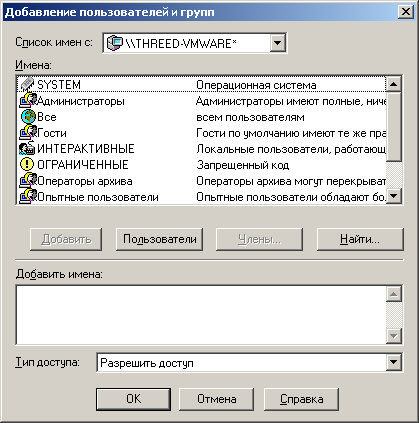 Добавление пользователей и групп
Список имен с: \\THREED-VMWARE*
Имена:
SYSTEM Операционная система
Администраторы Администраторы имеют полные, ниче
Все всем пользователям
Гости Гости по умолчанию имеют те же пра
ИНТЕРАКТИВНЫЕ Локальные пользователи, работающ
ОГРАНИЧЕННЫЕ Запрещенный код
Операторы архива Операторы архива могут перекрыват
Опытные пользователи Опытные пользователи обладают бо.
Добавить Пользователи Члены... Найти...
Добавить имена:
Тип доступа: Разрешить доступ
OK Отмена Справка